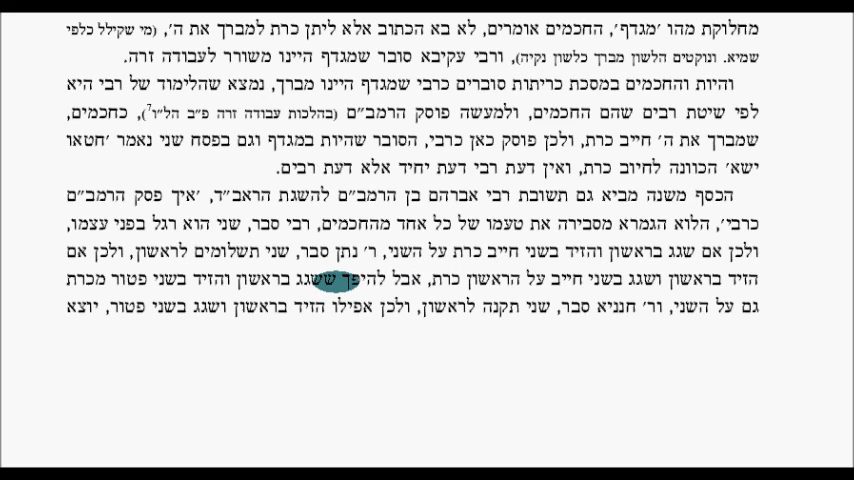 מחלוקת מהו ׳מגדף׳, החכמים אומרים, לא בא הכתוב אלא ליתן כרת למברך את ה׳, (מי שקילל כלפי
שמיא. ונוקטים הלשון מברך כלשון נקיה), ורבי עקיבא סובר שמגדף היינו משורר לעבודה זרה.
והיות והחכמים במסכת כריתות סוברים כרבי שמגדף היינו מברך, נמצא שהלימוד של רבי היא
לפי שיטת רבים שהם החכמים, ולמעשה פוסק הרמב״ם (בהלכות עבודה זרה פ״ב הל״ו7), כחכמים,
שמברך את ה׳ חייב כרת, ולכן פוסק כאן כרבי, הסובר שהיות במגדף וגם בפסח שני נאמר ׳חטאו
ישא׳ הכוונה לחיוב כרת, ואין דעת רבי דעת יחיד אלא דעת רבים.
הכסף משנה מביא גם תשובת רבי אברהם בן הרמב״ם להשגת הראב״ד, ׳איך פסק הרמב״ם
כרבי׳, הלוא הגמרא מסבירה את טעמו של כל אחד מהחכמים, רבי סבר, שני הוא רגל בפני עצמו,
ולכן אם שגג בראשון והזיד בשני חייב כרת על השני, ר׳ נתן סבר, שני תשלומים לראשון, ולכן אם
הזיד בראשון ושגג בשני חייב על הראשון כרת, אבל להיפך ששגג בראשון והזיד בשני פטור מכרת
גם על השני, ור׳ חנניא סבר, שני תקנה לראשון, ולכן אפילו הזיד בראשון ושגג בשני פטור, יוצא